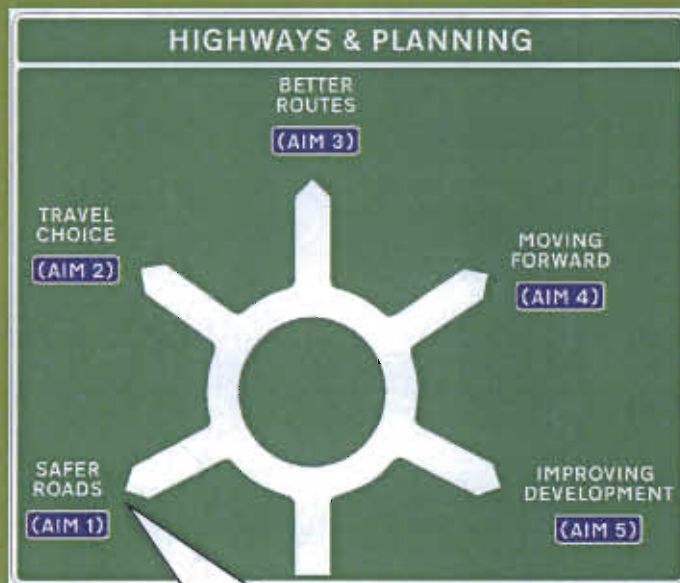 HIGHWAYS & PLANNING
BETTER
ROUTES
(AIM 3)
TRAVEL
CHOICE
(AIM 2)
MOVING
FORWARD
(AIM 4)
SAFER
ROADS
(AIM 1)
IMPROVING
DEVELOPMENT
(AIM 5)